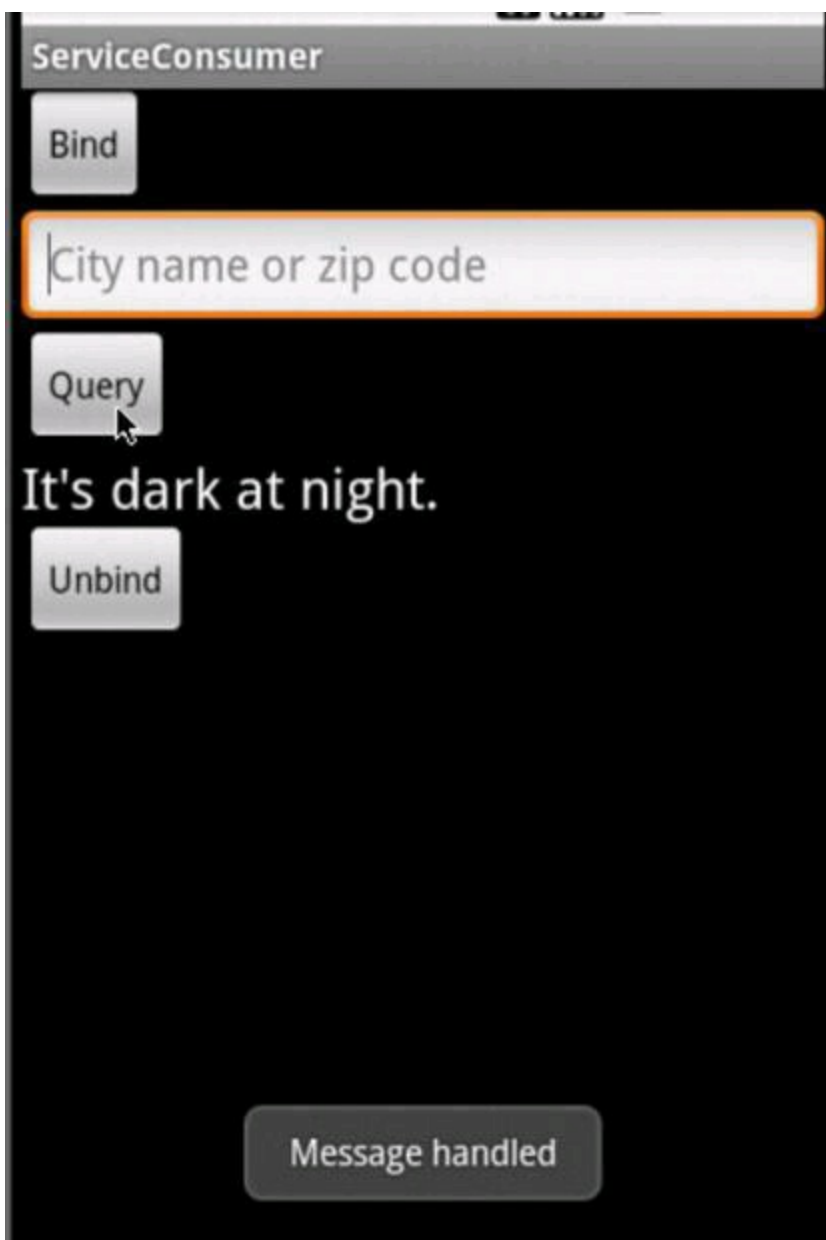 ServiceConsumer
Bind
City name or zip code
Query
It's dark at night.
Unbind
Message handled